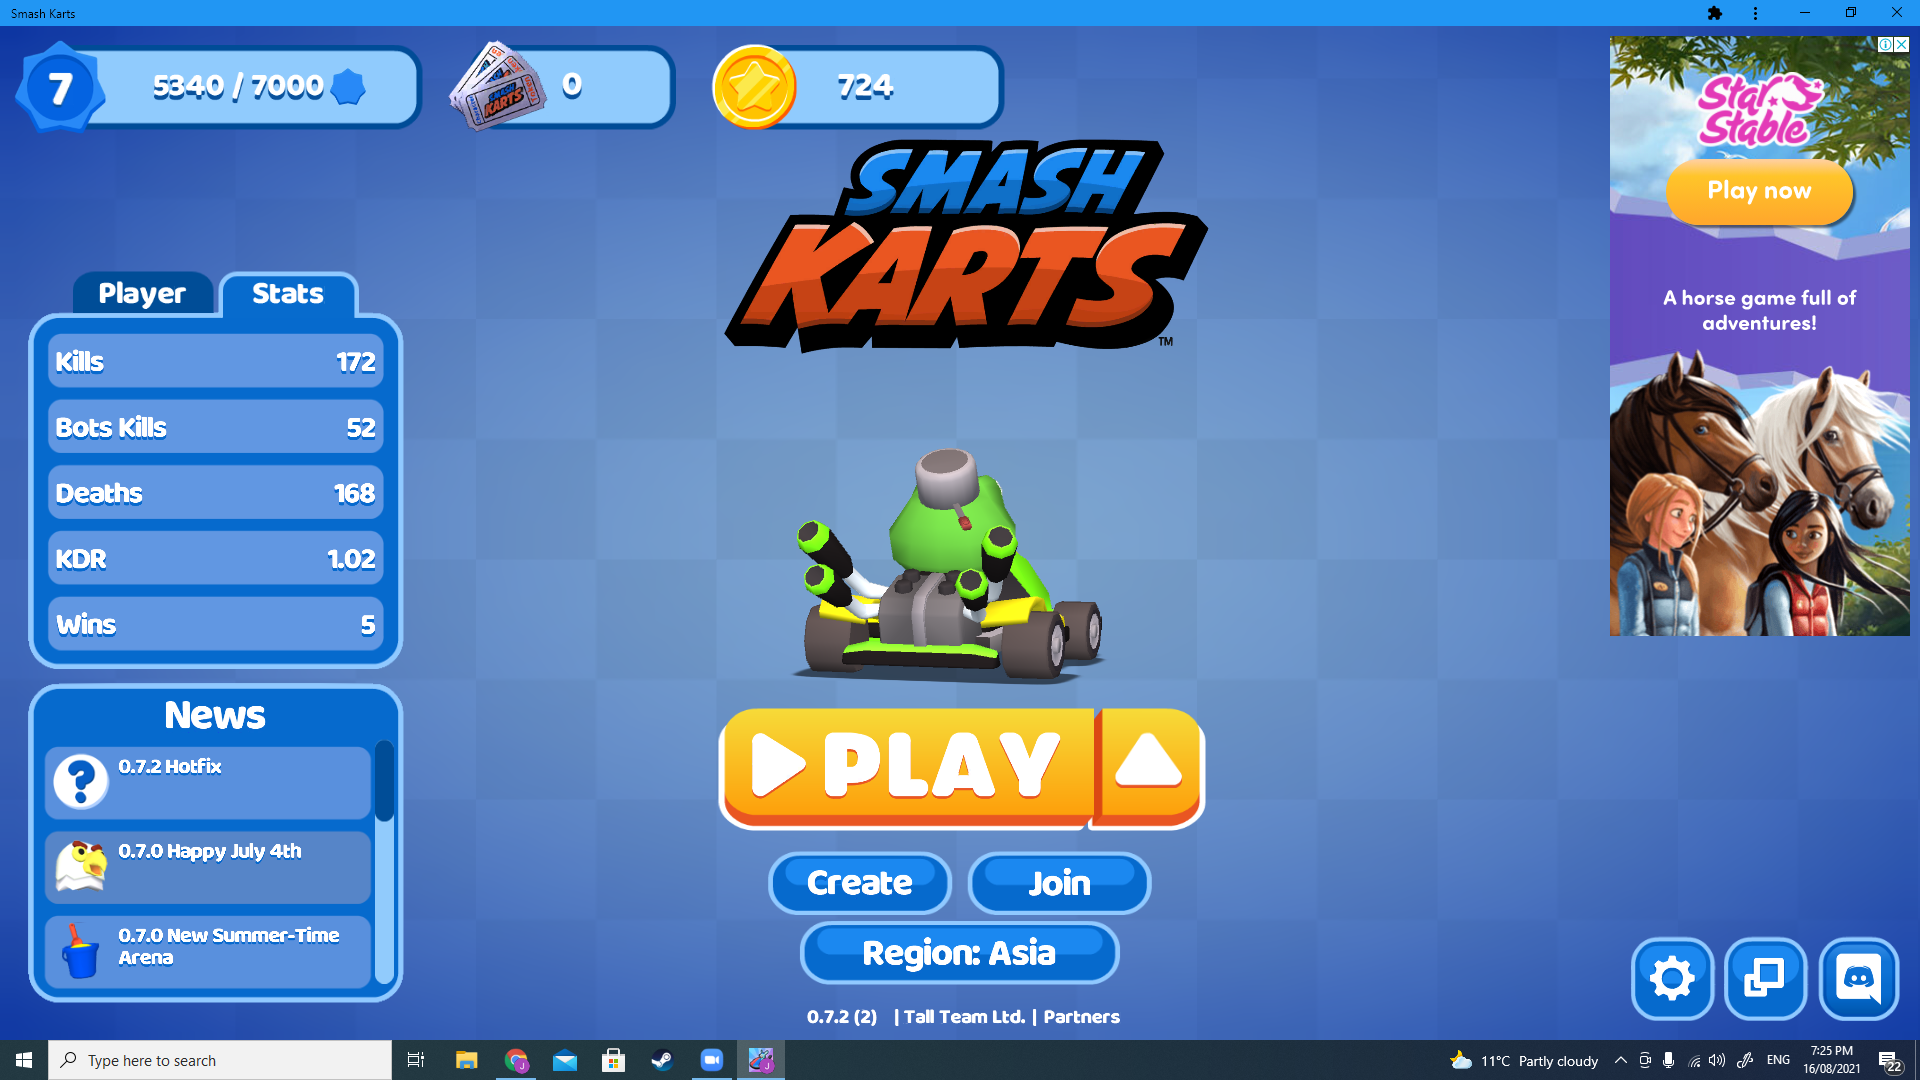 Smash Karts
7
5340 / 7000
0
724
SMASH
KARTS
TM
Player
Stats
Kills 172
Bots Kills 52
Deaths 168
KDR 1.02
Wins 5
News
0.7.2 Hotfix
0.7.0 Happy July 4th
0.7.0 New Summer-Time
Arena
PLAY
Create
Join
Region: Asia
0.7.2 (2) | Tall Team Ltd. | Partners
Star
Stable
Play now
A horse game full of
adventures!
Type here to search
11°C Partly cloudy
ENG
7:25 PM
16/08/2021
22